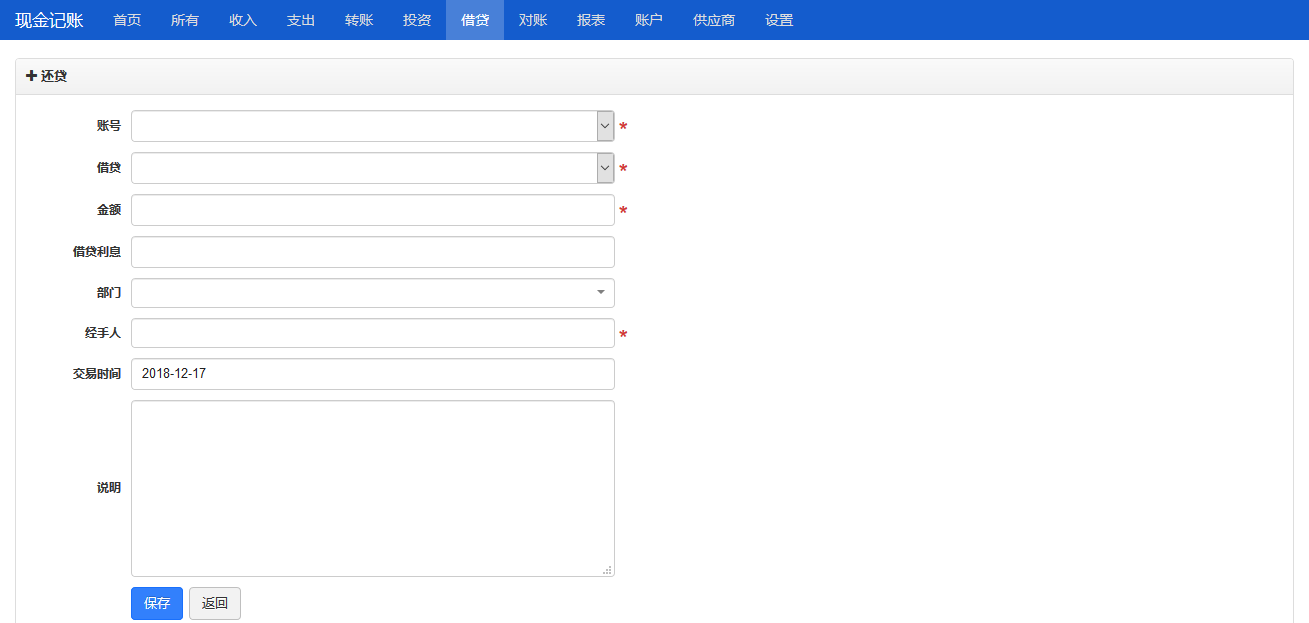 现金记账 首页 所有 收入 支出 转账 投资 借贷 对账 报表 账户 供应商 设置
还贷
账号 *
借贷 *
金额 *
借贷利息
部门
经手人 *
交易时间 2018-12-17
说明
保存 返回